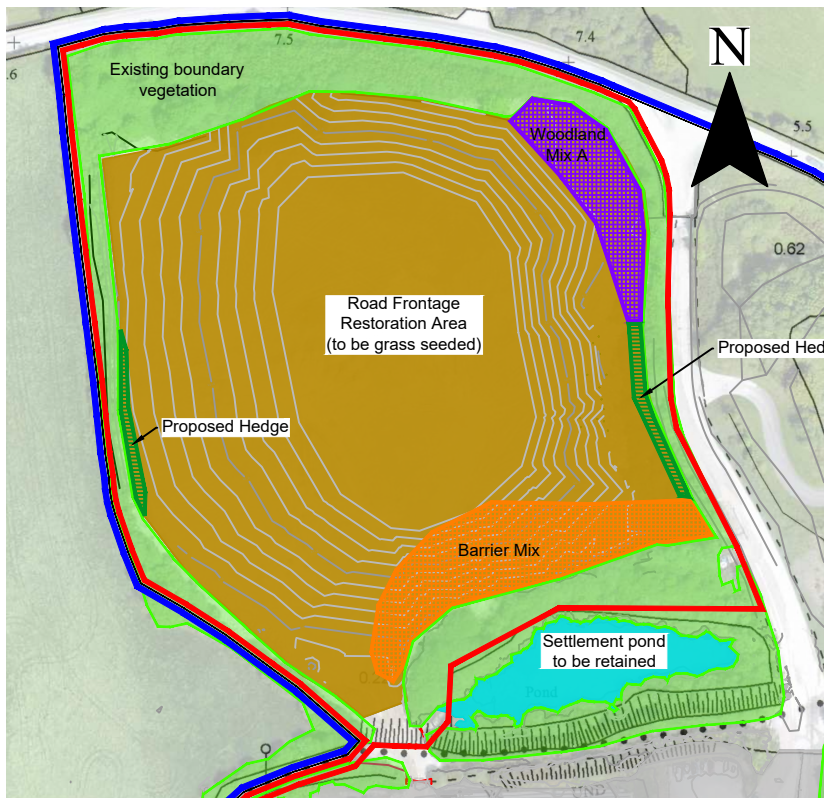 7.5
7.4
.6
N
Existing boundary
vegetation
5.5
Woodland
Mix A
0.62
Road Frontage
Restoration Area
(to be grass seeded)
Proposed Hed
Proposed Hedge
Barrier Mix
Settlement pond
to be retained
Pond